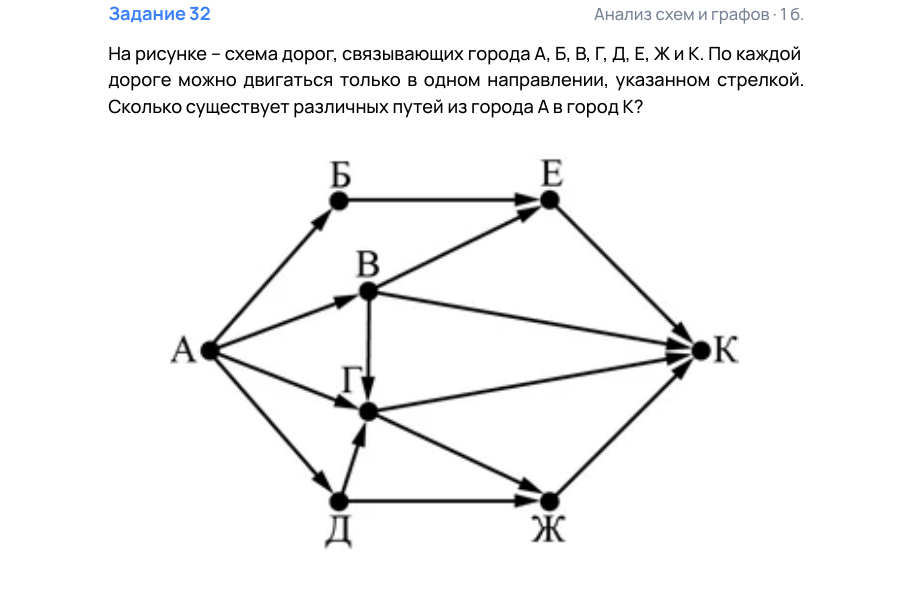 Задание 32
Анализ схем и графов · 1 б.
На рисунке – схема дорог, связывающих города А, Б, В, Г, Д, Е, Ж и К. По каждой
дороге можно двигаться только в одном направлении, указанном стрелкой.
Сколько существует различных путей из города А в город К?
Б
Е
В
А
К
Г
Д
Ж